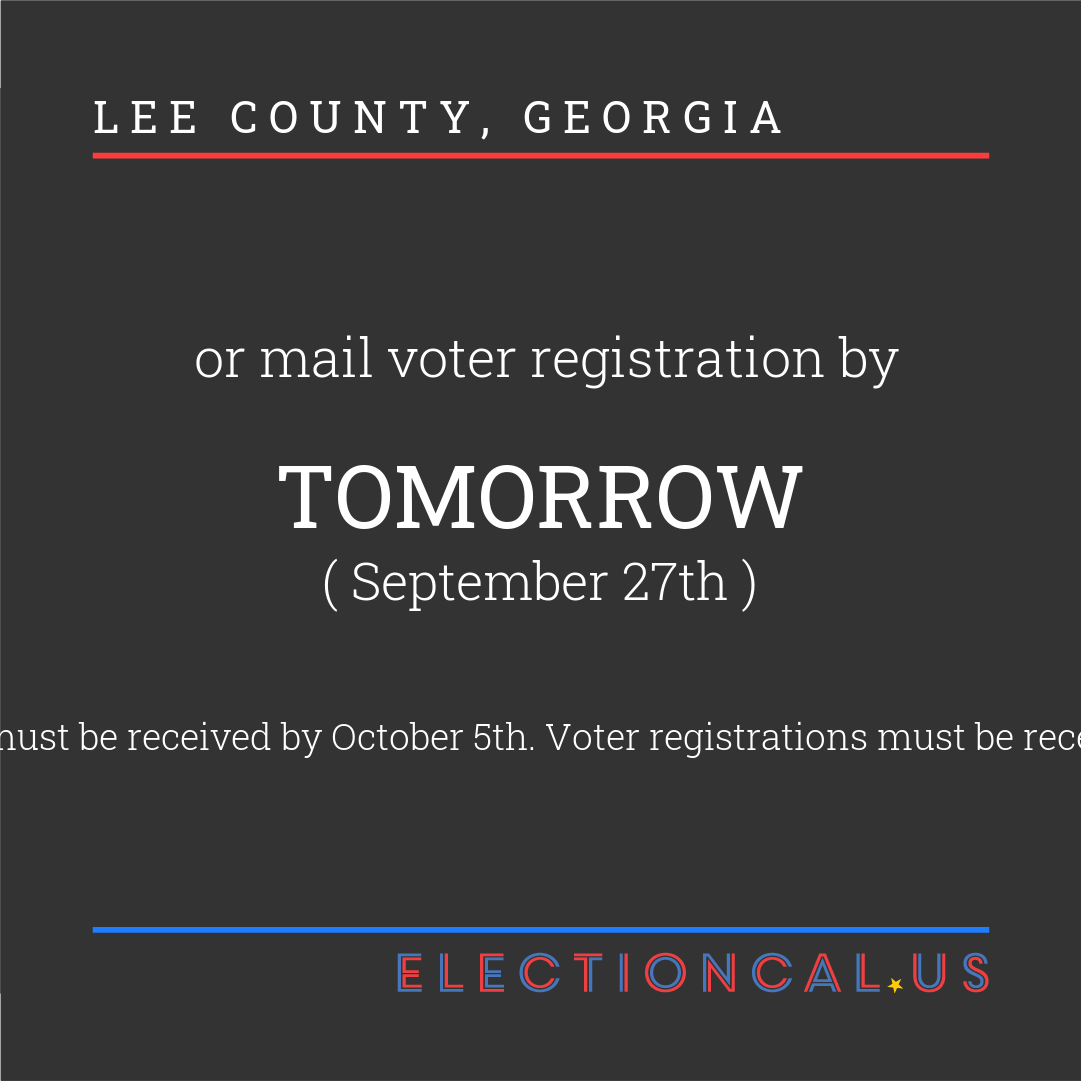 LEE COUNTY, GEORGIA
or mail voter registration by
TOMORROW
( September 27th )
must be received by October 5th. Voter registrations must be
ELECTIONCAL.US